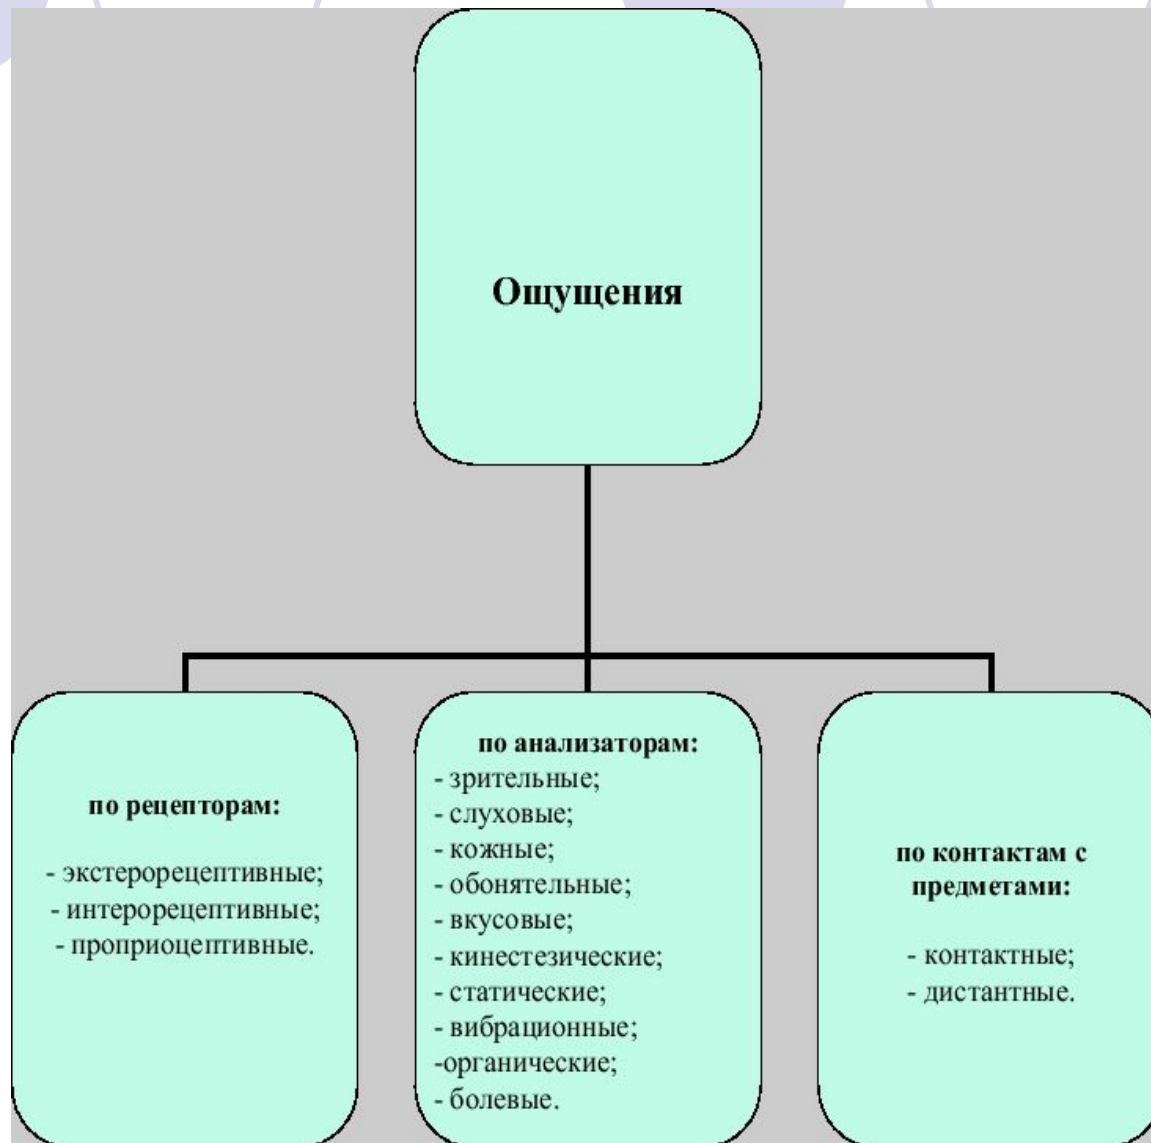 Ощущения
по рецепторам:
- экстерорецептивные;
- интерорецептивные;
- проприоцептивные.
по анализаторам:
- зрительные;
- слуховые;
- кожные;
- обонятельные;
- вкусовые;
- кинестезические;
- статические;
- вибрационные;
-органические;
- болевые.
по контактам с
предметами:
- контактные;
- дистантные.